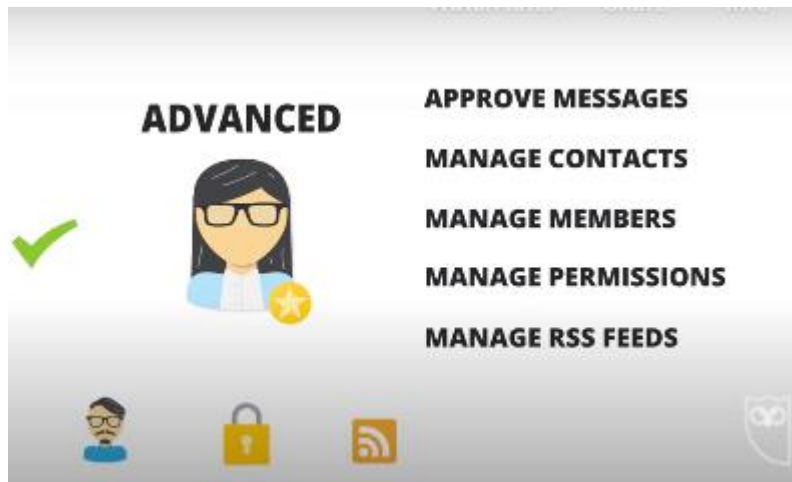 ADVANCED
APPROVE MESSAGES
MANAGE CONTACTS
MANAGE MEMBERS
MANAGE PERMISSIONS
MANAGE RSS FEEDS